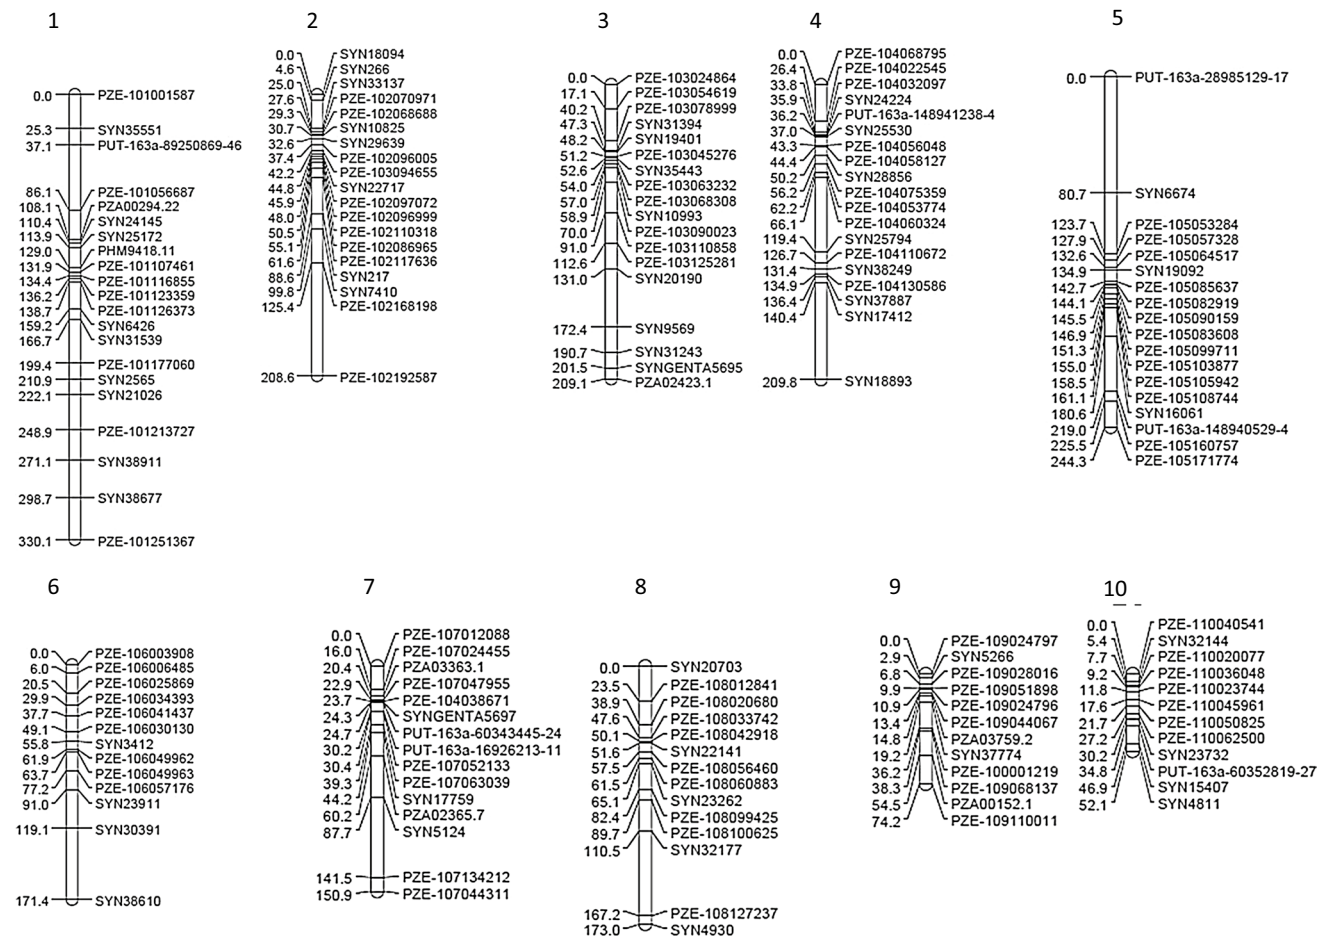 1
0.0 PZE-101001587
25.3 SYN35551
37.1 PUT-163a-89250869-46
86.1 PZE-101056687
108.1 PZA00294.22
110.4 SYN24145
113.9 SYN25172
129.0 PHM9418.11
131.9 PZE-101107461
134.4 PZE-101116855
136.2 PZE-101123359
138.7 PZE-101126373
159.2 SYN6426
166.7 SYN31539
199.4 PZE-101177060
210.9 SYN2565
222.1 SYN21026
248.9 PZE-101213727
271.1 SYN38911
298.7 SYN38677
330.1 PZE-101251367
2
0.0 SYN18094
4.6 SYN266
25.0 SYN33137
27.6 PZE-102070971
29.3 PZE-102068688
30.7 SYN10825
32.6 SYN29639
37.4 PZE-102096005
42.2 PZE-103094655
44.8 SYN22717
45.9 PZE-102097072
48.0 PZE-102096999
50.5 PZE-102110318
55.1 PZE-102086965
61.6 PZE-102117636
88.6 SYN217
99.8 SYN7410
125.4 PZE-102168198
208.6 PZE-102192587
3
0.0 PZE-103024864
17.1 PZE-103054619
40.2 PZE-103078999
47.3 SYN31394
48.2 SYN19401
51.2 PZE-103045276
52.6 SYN35443
54.0 PZE-103063232
57.0 PZE-103068308
58.9 SYN10993
70.0 PZE-103090023
91.0 PZE-103110858
112.6 PZE-103125281
131.0 SYN20190
172.4 SYN9569
190.7 SYN31243
201.5 SYNGENTA5695
209.1 PZA02423.1
4
0.0 PZE-104068795
26.4 PZE-104022545
33.8 PZE-104032097
35.9 SYN24224
36.2 PUT-163a-148941238-4
37.0 SYN25530
43.3 PZE-104056048
44.4 PZE-104058127
50.2 SYN28856
56.2 PZE-104075359
62.2 PZE-104053774
66.1 PZE-104060324
119.4 SYN25794
126.7 PZE-104110672
131.4 SYN38249
134.9 PZE-104130586
136.4 SYN37887
140.4 SYN17412
209.8 SYN18893
5
0.0 PUT-163a-28985129-17
80.7 SYN6674
123.7 PZE-105053284
127.9 PZE-105057328
132.6 PZE-105064517
134.9 SYN19092
142.7 PZE-105085637
144.1 PZE-105082919
145.5 PZE-105090159
146.9 PZE-105083608
151.3 PZE-105099711
155.0 PZE-105103877
158.5 PZE-105105942
161.1 PZE-105108744
180.6 SYN16061
219.0 PUT-163a-148940529-4
225.5 PZE-105160757
244.3 PZE-105171774
6
0.0 PZE-106003908
6.0 PZE-106006485
20.5 PZE-106025869
29.9 PZE-106034393
37.7 PZE-106041437
49.1 PZE-106030130
55.8 SYN3412
61.9 PZE-106049962
63.7 PZE-106049963
77.2 PZE-106057176
91.0 SYN23911
119.1 SYN30391
171.4 SYN38610
7
0.0 PZE-107012088
16.0 PZE-107024455
20.4 PZA03363.1
22.9 PZE-107047955
23.7 PZE-104038671
24.3 SYNGENTA5697
24.7 PUT-163a-60343445-24
30.2 PUT-163a-16926213-11
30.4 PZE-107052133
39.3 PZE-107063039
44.2 SYN17759
60.2 PZA02365.7
87.7 SYN5124
141.5 PZE-107134212
150.9 PZE-107044311
8
0.0 SYN20703
23.5 PZE-108012841
38.9 PZE-108020680
47.6 PZE-108033742
50.1 PZE-108042918
51.6 SYN22141
57.5 PZE-108056460
61.5 PZE-108060883
65.1 SYN23262
82.4 PZE-108099425
89.7 PZE-108100625
110.5 SYN32177
167.2 PZE-108127237
173.0 SYN4930
9
0.0 PZE-109024797
2.9 SYN5266
6.8 PZE-109028016
9.9 PZE-109051898
10.9 PZE-109024796
13.4 PZE-109044067
14.8 PZA03759.2
19.2 SYN37774
36.2 PZE-100001219
38.3 PZE-109068137
54.5 PZA00152.1
74.2 PZE-109110011
10
0.0 PZE-110040541
5.4 SYN32144
7.7 PZE-110020077
9.2 PZE-110036048
11.8 PZE-110023744
17.6 PZE-110045961
21.7 PZE-110050825
27.2 PZE-110062500
30.2 SYN23732
34.8 PUT-163a-60352819-27
46.9 SYN15407
52.1 SYN4811